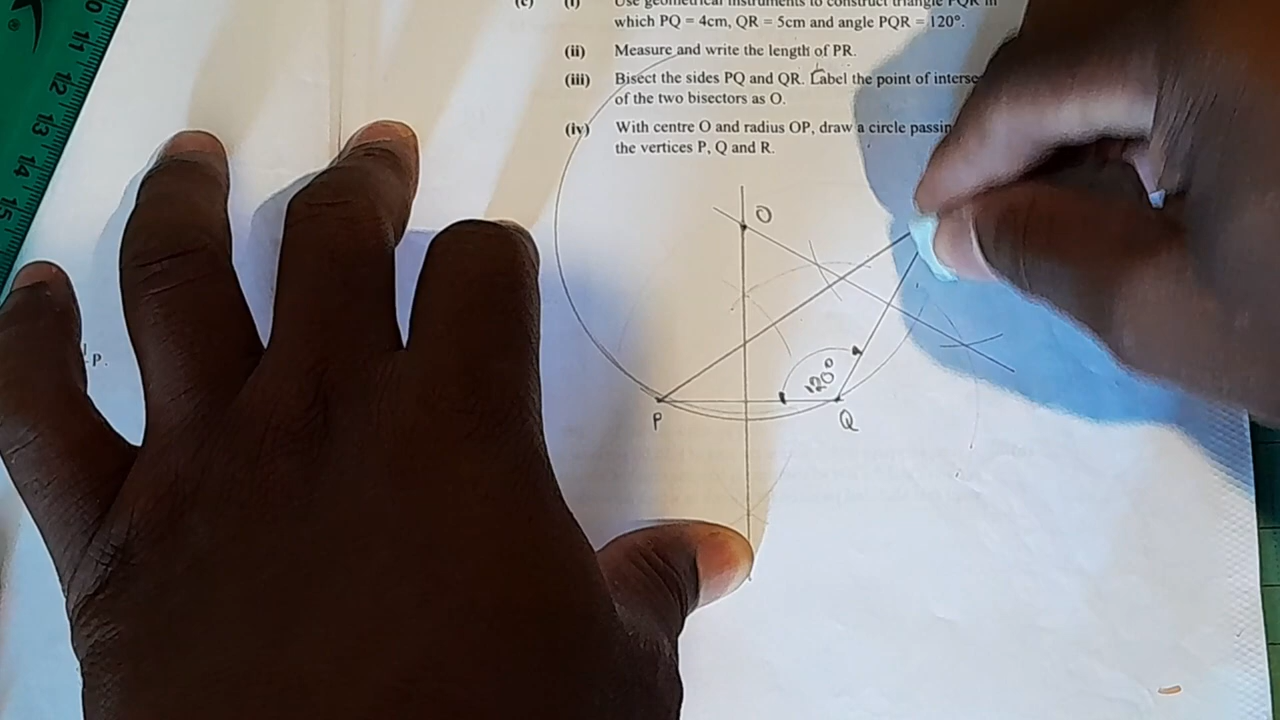 (c) (i) Use geometrical instruments to construct triangle PQR in
which PQ = 4cm, QR = 5cm and angle PQR = 120°.
(ii) Measure and write the length of PR.
(iii) Bisect the sides PQ and QR. Label the point of
of the two bisectors as O.
(iv) With centre O and radius OP, draw a circle
the vertices P, Q and R.
O
120°
P
Q
P.
11
12
13
14
15